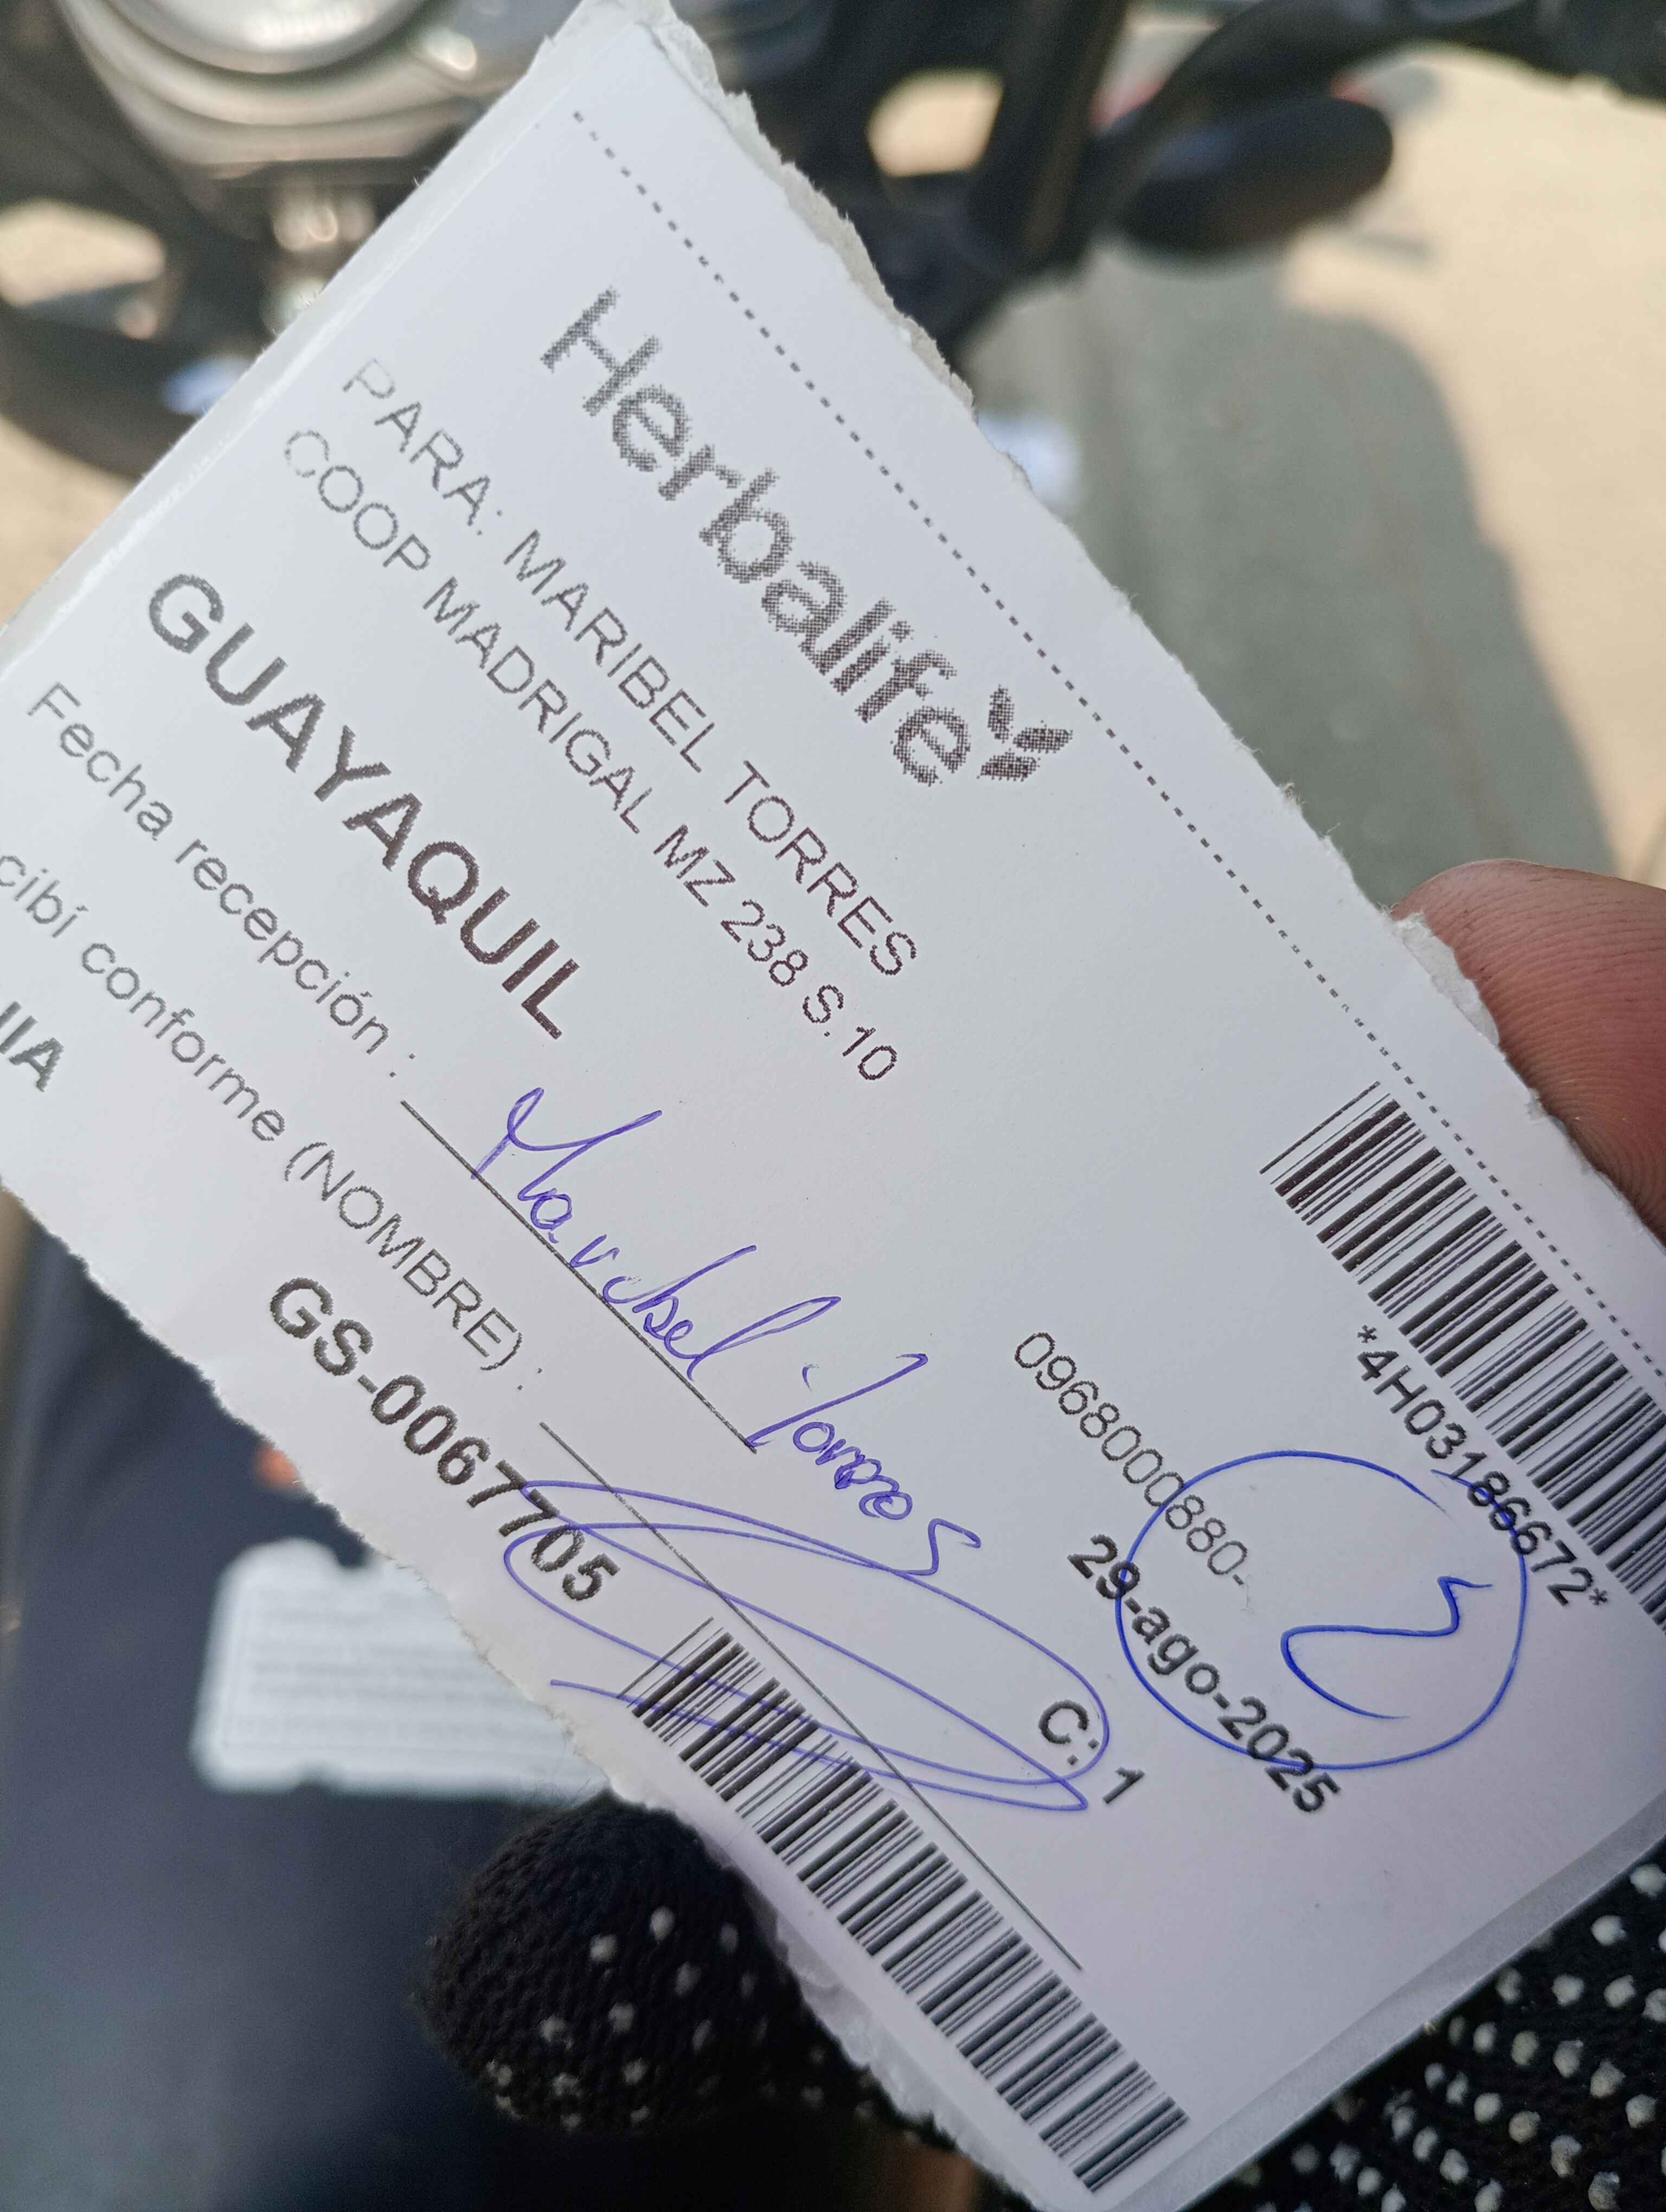 Herbalife
*4H03186672*
PARA: MARIBEL TORRES
COOP MADRIGAL MZ 238 S.10
0968000880-
GUAYAQUIL
29-ago-2025
Fecha recepción :
Maribel Torres
C: 1
cibí conforme (NOMBRE) :
IIA
GS-0067705